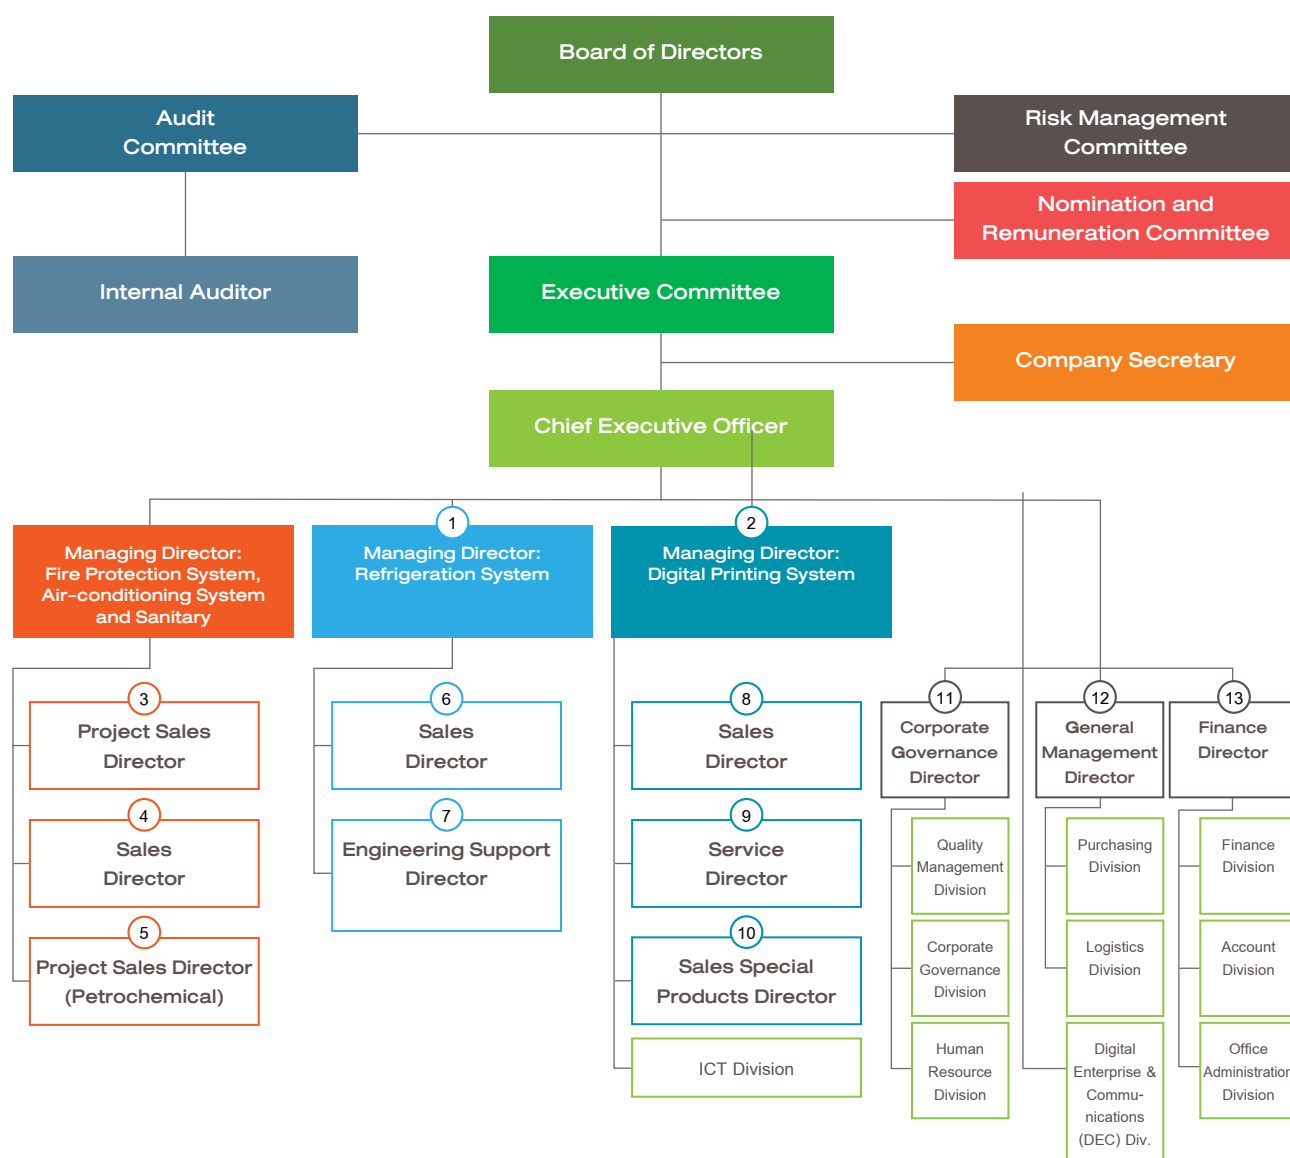 Board of Directors
Audit
Committee
Risk Management
Committee
Nomination and
Remuneration Committee
Internal Auditor
Executive Committee
Company Secretary
Chief Executive Officer
1
2
Managing Director:
Fire Protection System,
Air-conditioning System
and Sanitary
Managing Director:
Refrigeration System
Managing Director:
Digital Printing System
3
Project Sales
Director
4
Sales
Director
5
Project Sales Director
(Petrochemical)
6
Sales
Director
7
Engineering Support
Director
8
Sales
Director
9
Service
Director
10
Sales Special
Products Director
ICT Division
11
Corporate
Governance
Director
Quality
Management
Division
Corporate
Governance
Division
Human
Resource
Division
12
General
Management
Director
Purchasing
Division
Logistics
Division
Digital
Enterprise &
Commu-
nications
(DEC) Div.
13
Finance
Director
Finance
Division
Account
Division
Office
Administration
Division